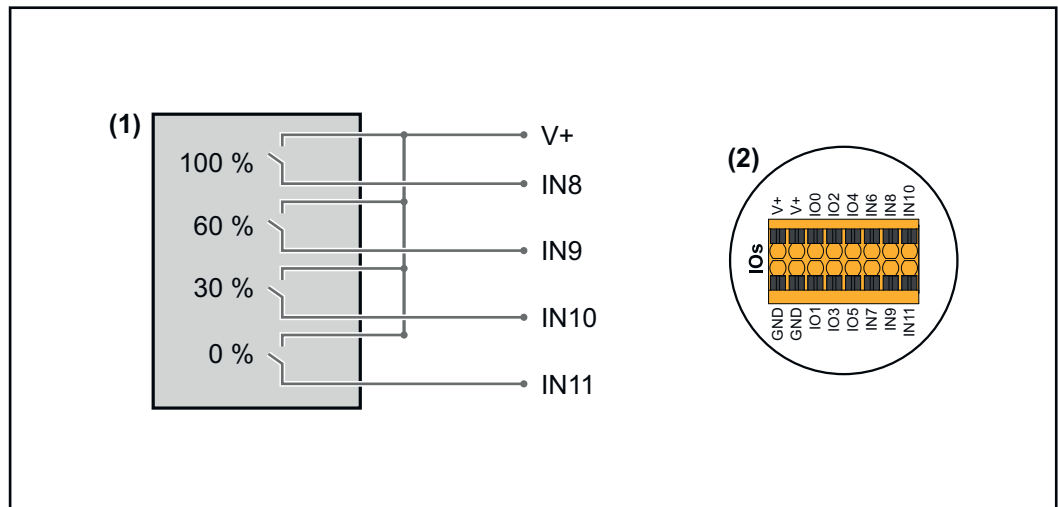 (1)
100 %
60 %
30 %
0 %
V+
IN8
IN9
IN10
IN11
(2)
IOs
V+
V+
IO0
IO2
IO4
IN6
IN8
IN10
GND
GND
IO1
IO3
IO5
IN7
IN9
IN11